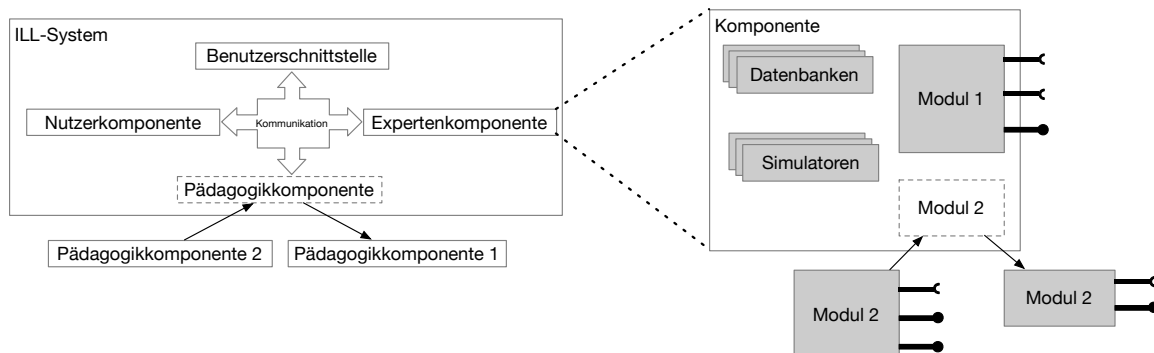 ILL-System
Benutzerschnittstelle
Nutzerkomponente
Kommunikation
Expertenkomponente
Pädagogikkomponente
Pädagogikkomponente 2
Pädagogikkomponente 1
Komponente
Datenbanken
Modul 1
Simulatoren
Modul 2
Modul 2
Modul 2